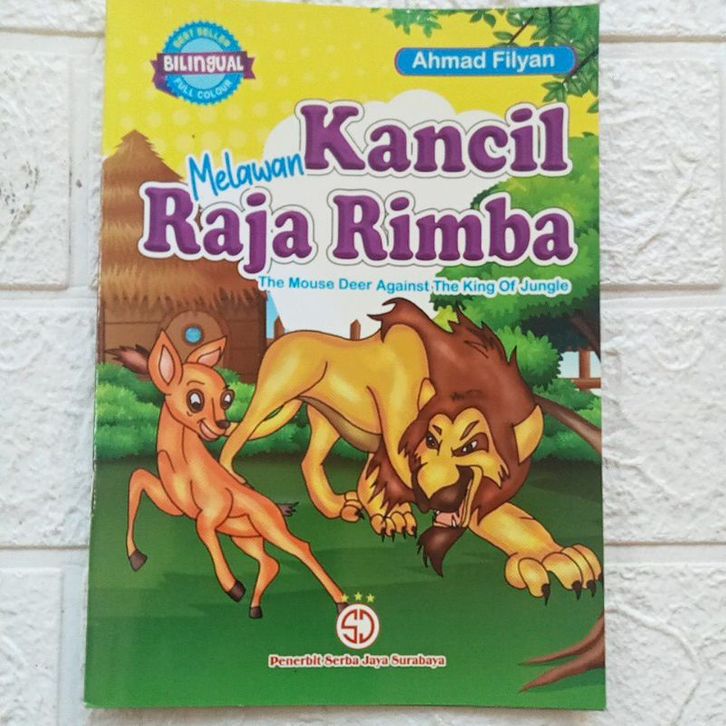 BEST SELLER
BILINGUAL
FULL COLOUR
Ahmad Filyan
Kancil
Melawan
Raja Rimba
The Mouse Deer Against The King Of Jungle
SJ
Penerbit Serba Jaya Surabaya